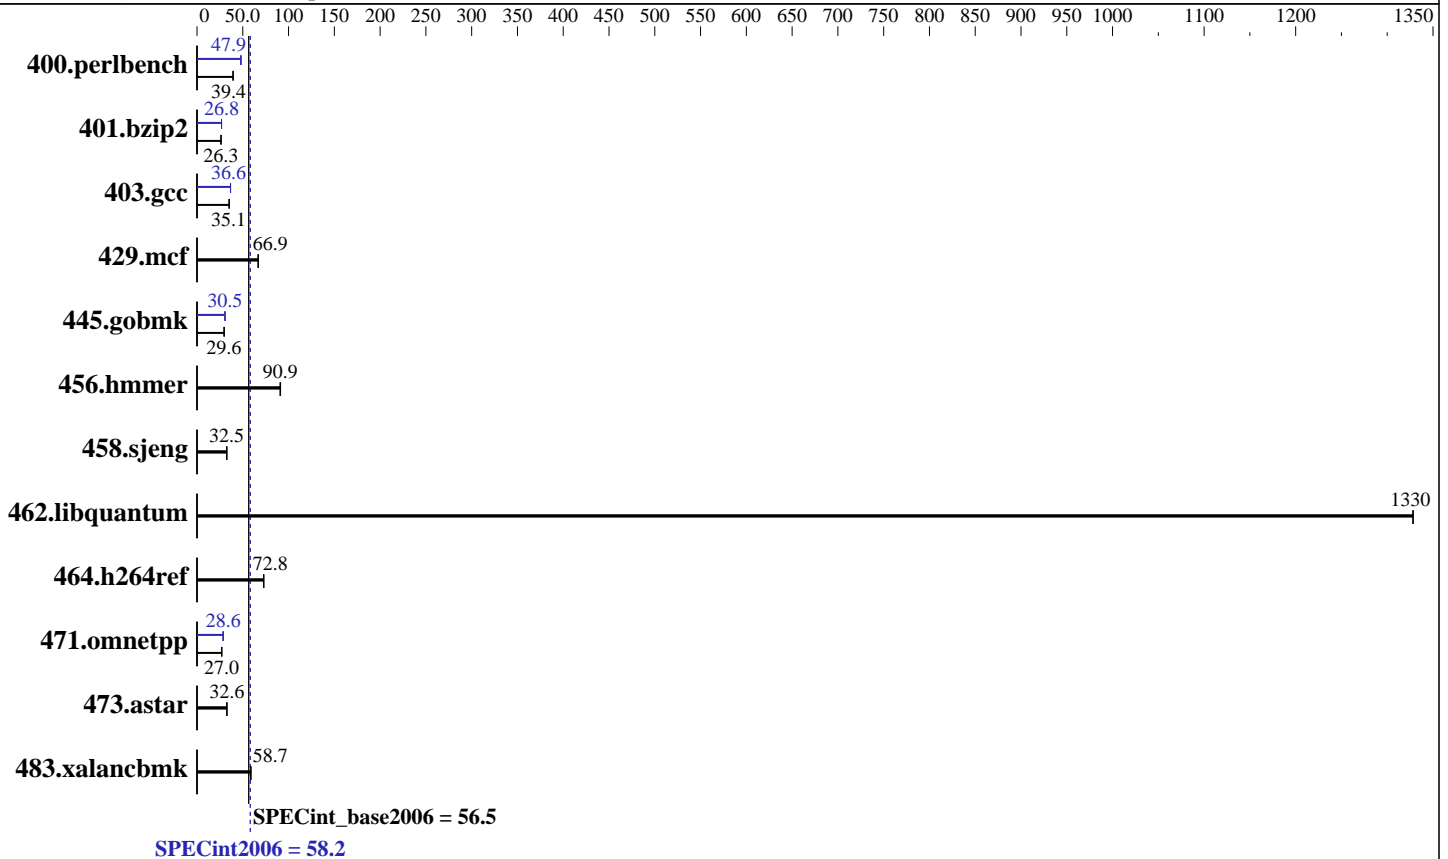 0 50.0 100 150 200 250 300 350 400 450 500 550 600 650 700 750 800 850 900 950 1000 1100 1200 1350
47.9
400.perlbench
39.4
26.8
401.bzip2
26.3
36.6
403.gcc
35.1
66.9
429.mcf
30.5
445.gobmk
29.6
90.9
456.hmmer
32.5
458.sjeng
1330
462.libquantum
72.8
464.h264ref
28.6
471.omnetpp
27.0
32.6
473.astar
58.7
483.xalancbmk
SPECint_base2006 = 56.5
SPECint2006 = 58.2